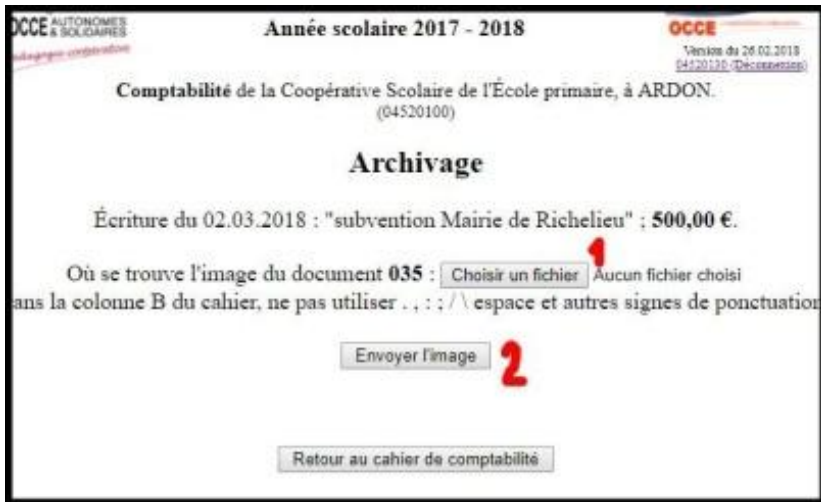 OCCE AUTONOMES
& SOLIDAIRES
Année scolaire 2017 - 2018
OCCE
Version du 26.02.2018
(Déconnexion)
Comptabilité de la Coopérative Scolaire de l'École primaire, à ARDON.
(04520100)
Archivage
Écriture du 02.03.2018 : "subvention Mairie de Richelieu" ; 500,00 €.
1
Où se trouve l'image du document 035 : Choisir un fichier Aucun fichier choisi
ans la colonne B du cahier, ne pas utiliser . , : ; / \ espace et autres signes de ponctuation
Envoyer l'image 2
Retour au cahier de comptabilité